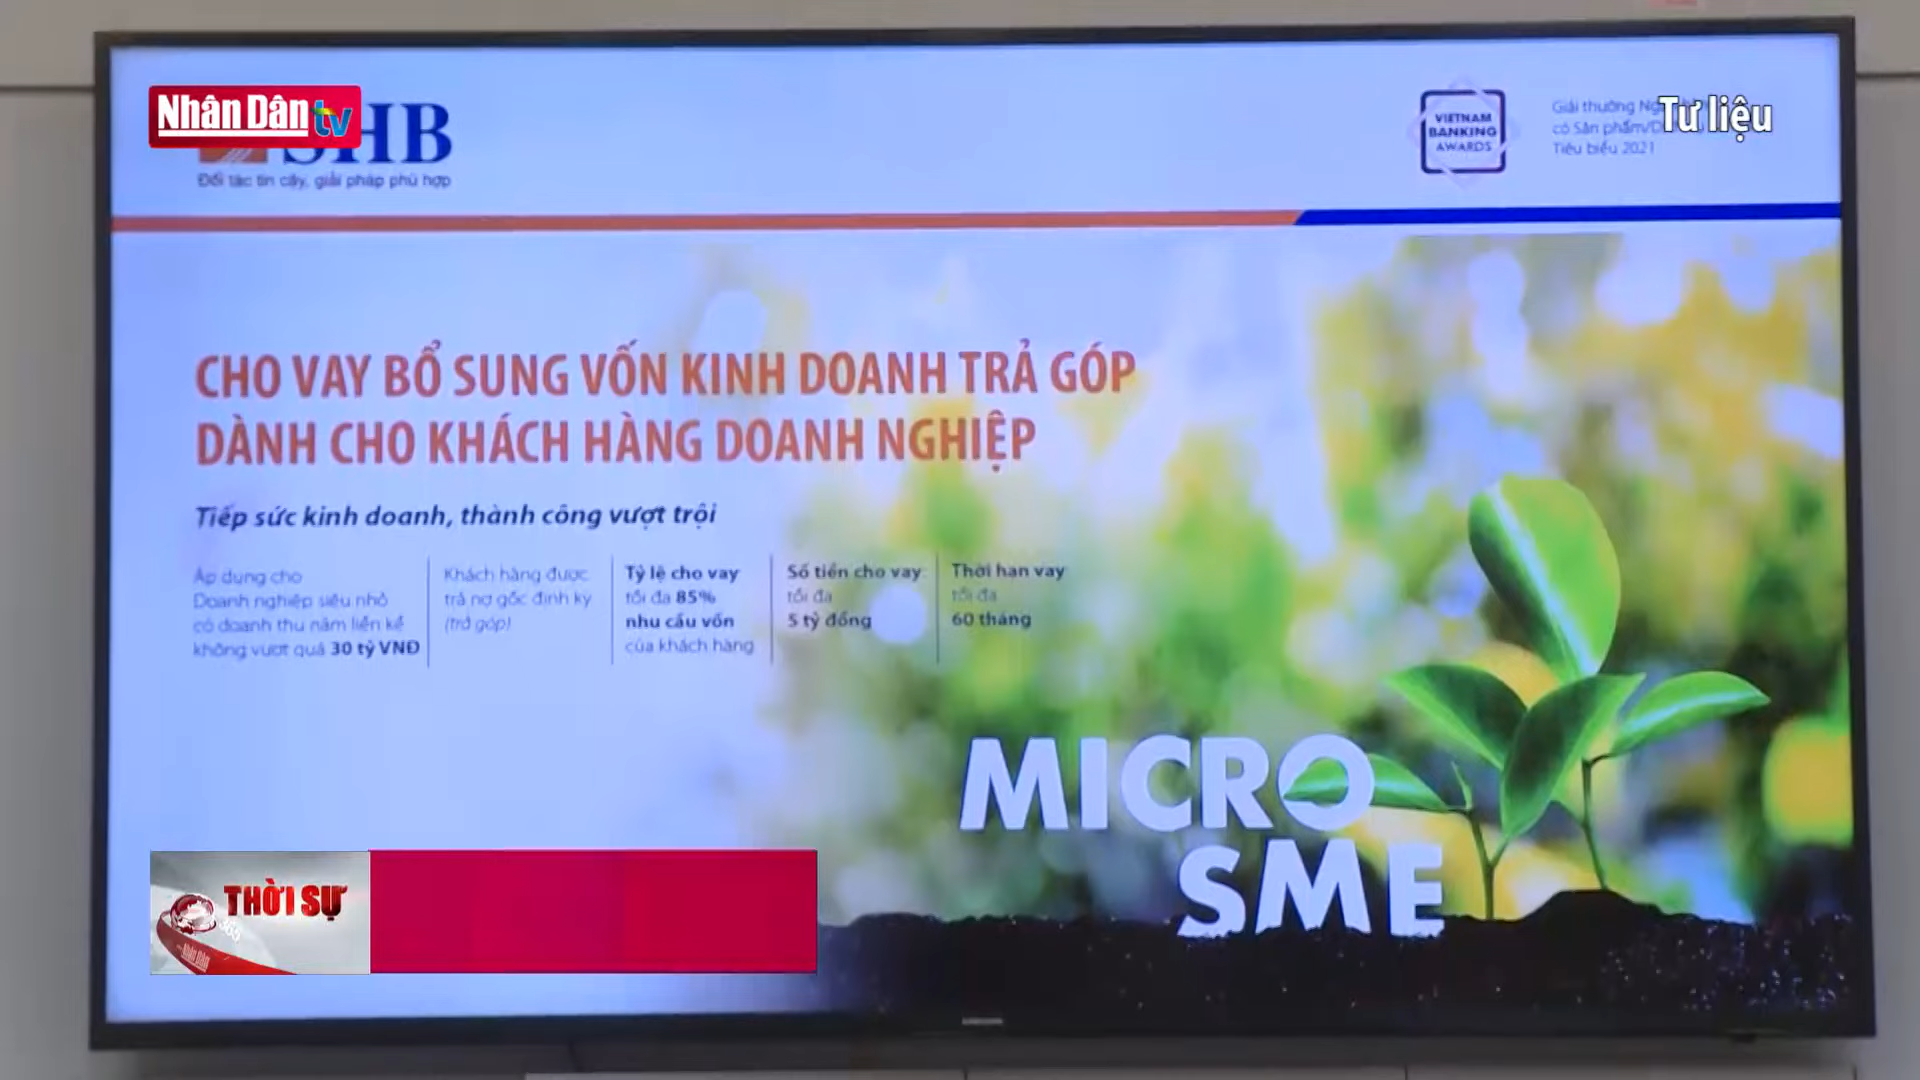 Nhân Dân tv
SHB
Đối tác tin cậy, giải pháp phù hợp
VIETNAM
BANKING
AWARDS
Giải thưởng
có Sản phẩm/D
Tiêu biểu 2021
Tư liệu
CHO VAY BỔ SUNG VỐN KINH DOANH TRẢ GÓP
DÀNH CHO KHÁCH HÀNG DOANH NGHIỆP
Tiếp sức kinh doanh, thành công vượt trội
Áp dụng cho
Doanh nghiệp siêu nhỏ
có doanh thu năm liền kề
không vượt quá 30 tỷ VNĐ
Khách hàng được
trả nợ gốc định kỳ
(trả góp)
Tỷ lệ cho vay
tối đa 85%
nhu cầu vốn
của khách hàng
Số tiền cho vay
tối đa
5 tỷ đồng
Thời hạn vay
tối đa
60 tháng
MICRO
SME
THỜI SỰ
365
Nhân Dân
SAMSUNG